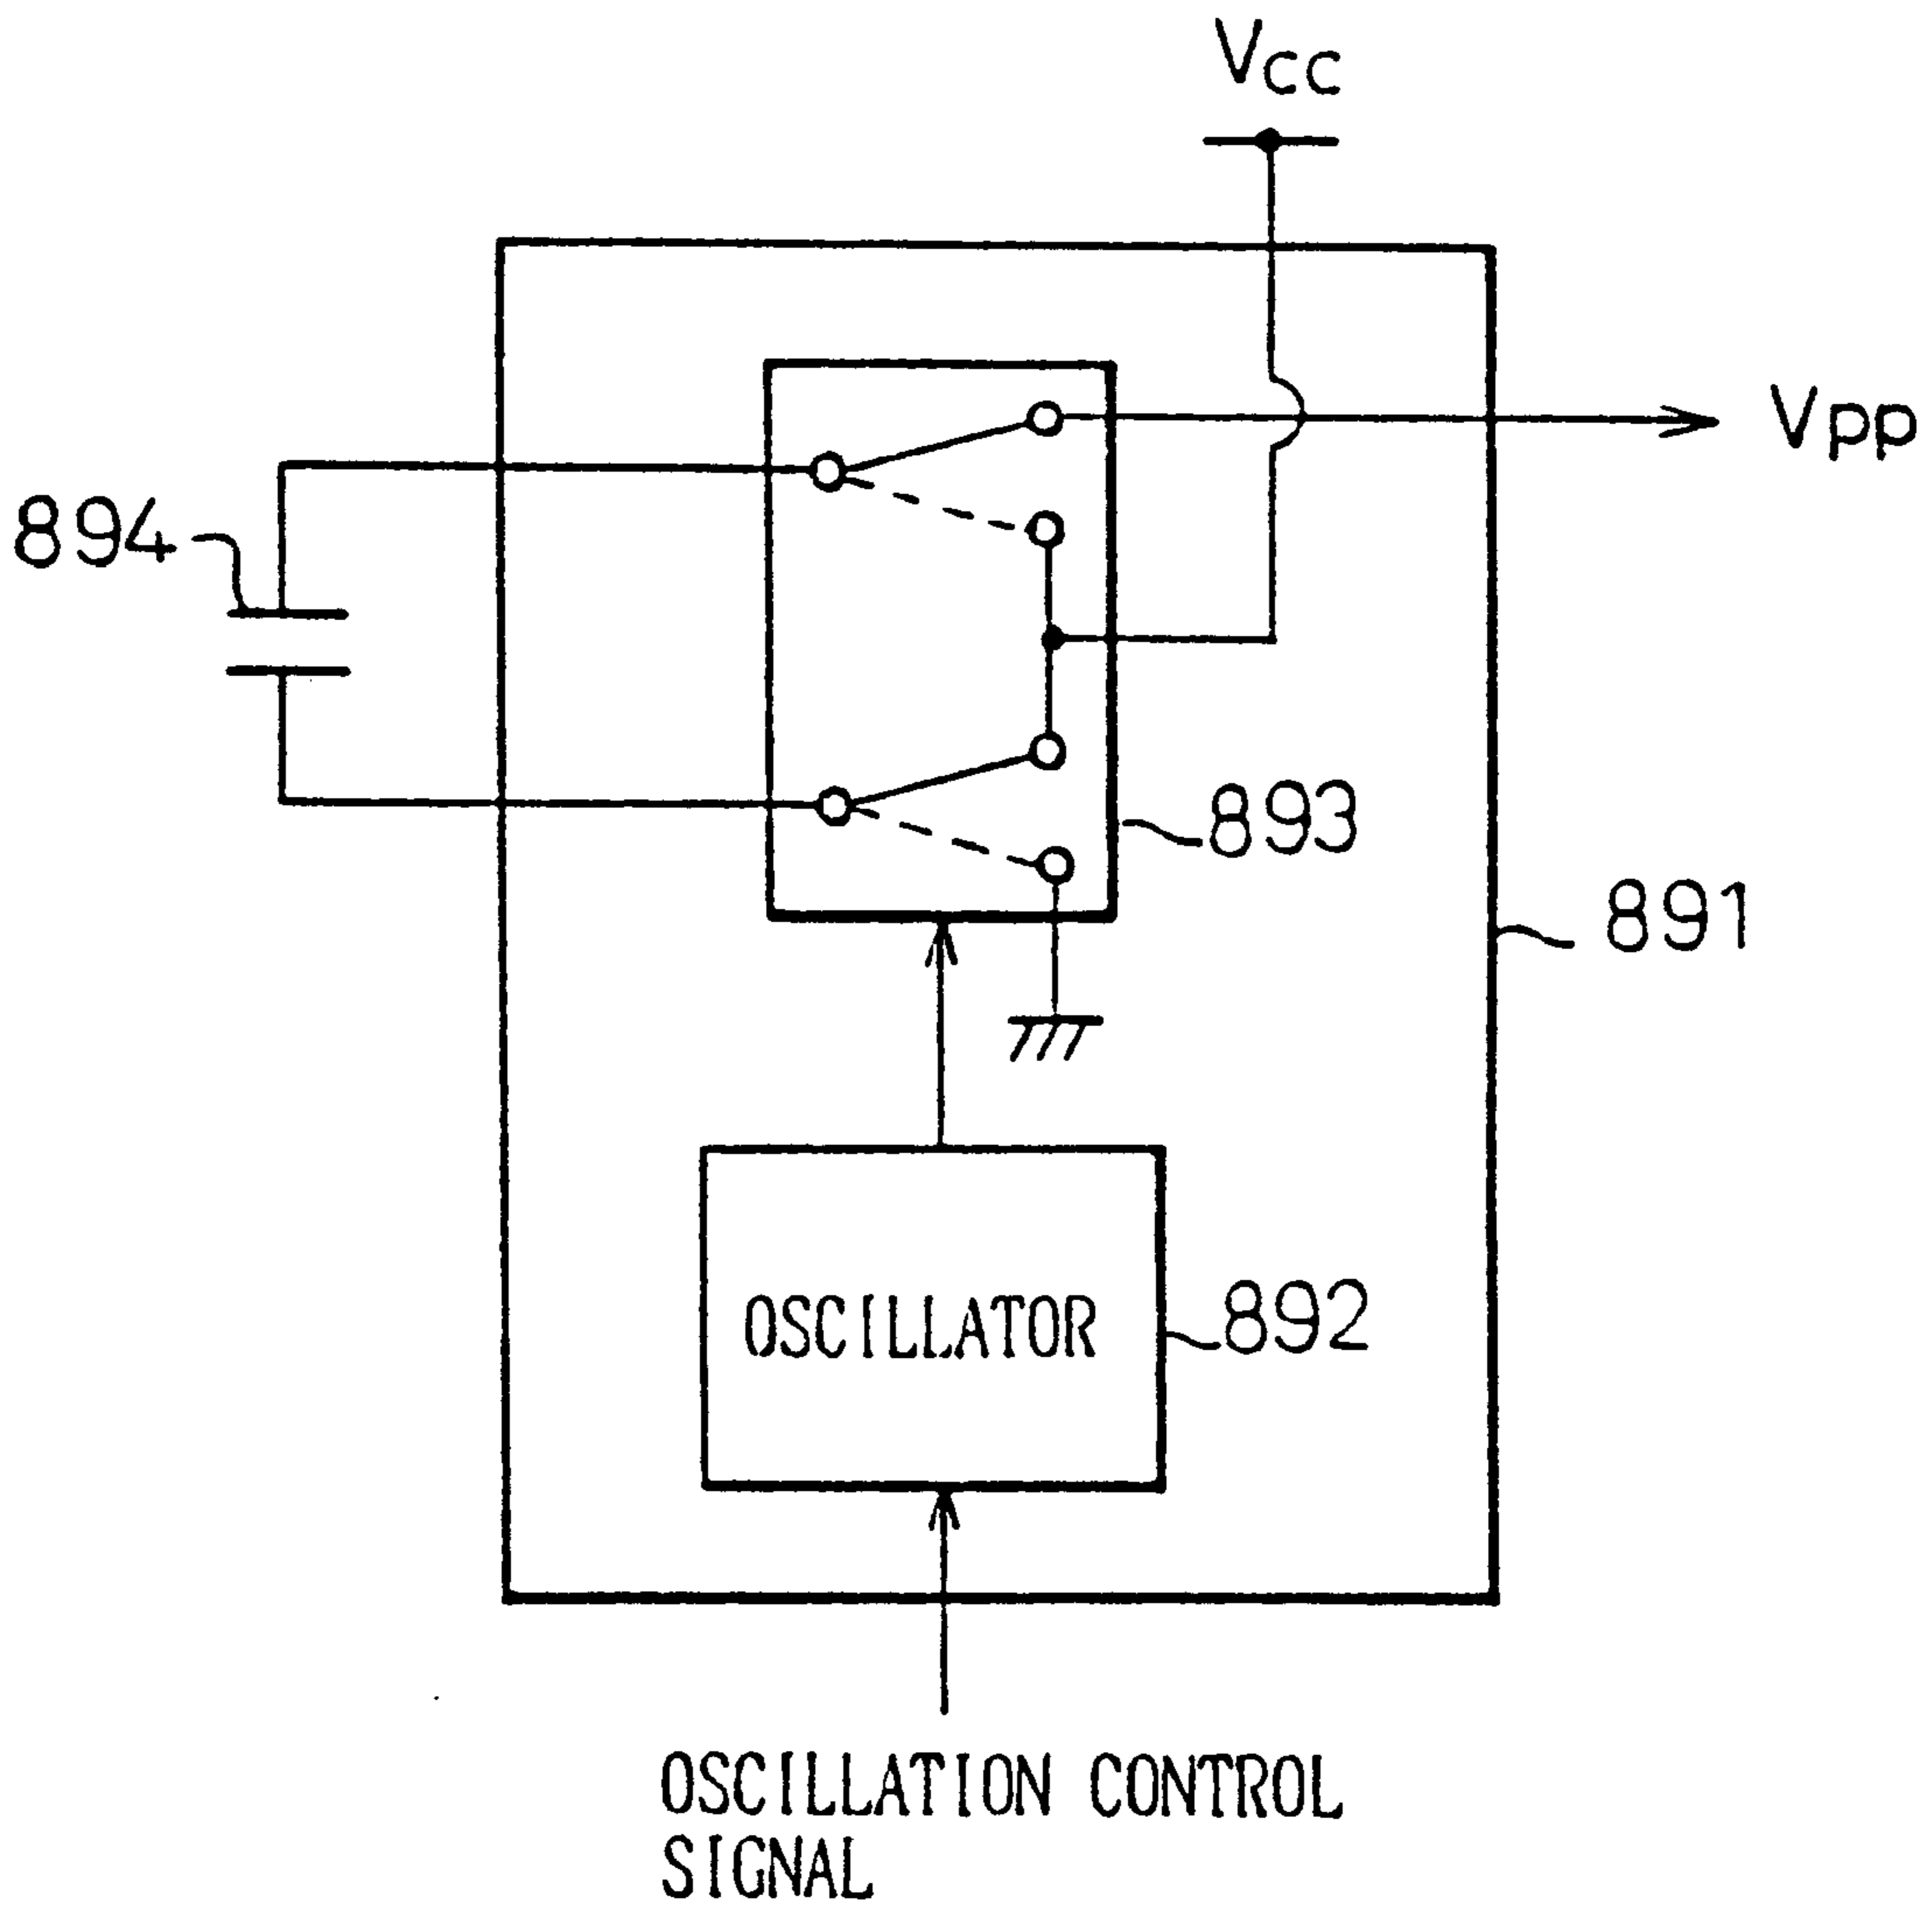 Vcc
Vpp
894
893
891
OSCILLATOR
892
OSCILLATION CONTROL
SIGNAL